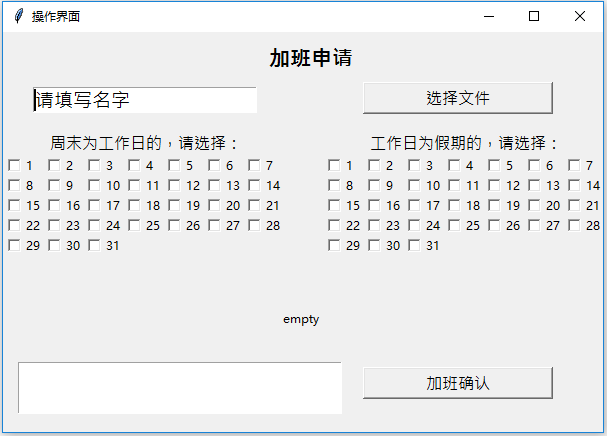 操作界面
加班申请
请填写名字 选择文件
周末为工作日的，请选择： 工作日为假期的，请选择：
1 2 3 4 5 6 7 1 2 3 4 5 6 7
8 9 10 11 12 13 14 8 9 10 11 12 13 14
15 16 17 18 19 20 21 15 16 17 18 19 20 21
22 23 24 25 26 27 28 22 23 24 25 26 27 28
29 30 31 29 30 31
empty
加班确认